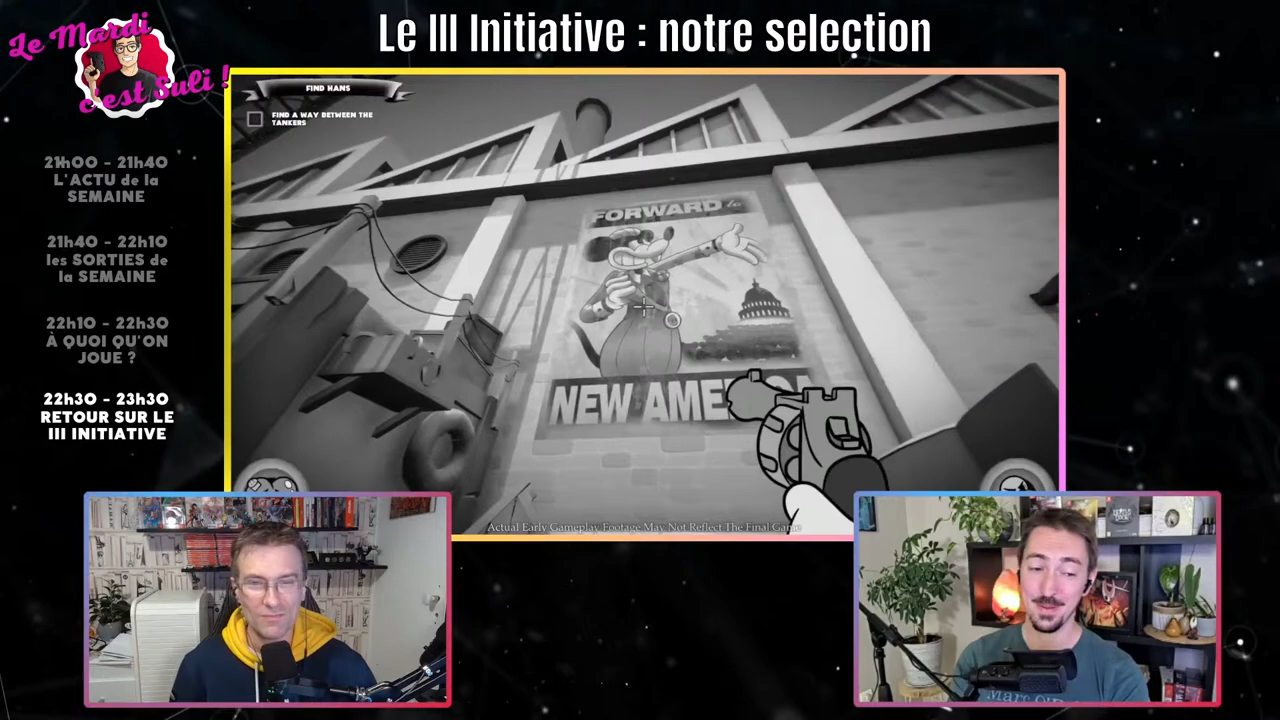 Le III Initiative : notre selection
Le Mardi
c'est Suli !
21h00 - 21h40
L'ACTU de la
SEMAINE
21h40 - 22h10
les SORTIES de
la SEMAINE
22h10 - 22h30
À QUOI QU'ON
JOUE ?
22h30 - 23h30
RETOUR SUR LE
III INITIATIVE
FIND HANS
FIND A WAY BETWEEN THE
TANKERS
FORWARD to
NEW AME
Actual Early Gameplay Footage May Not Reflect The Final Game